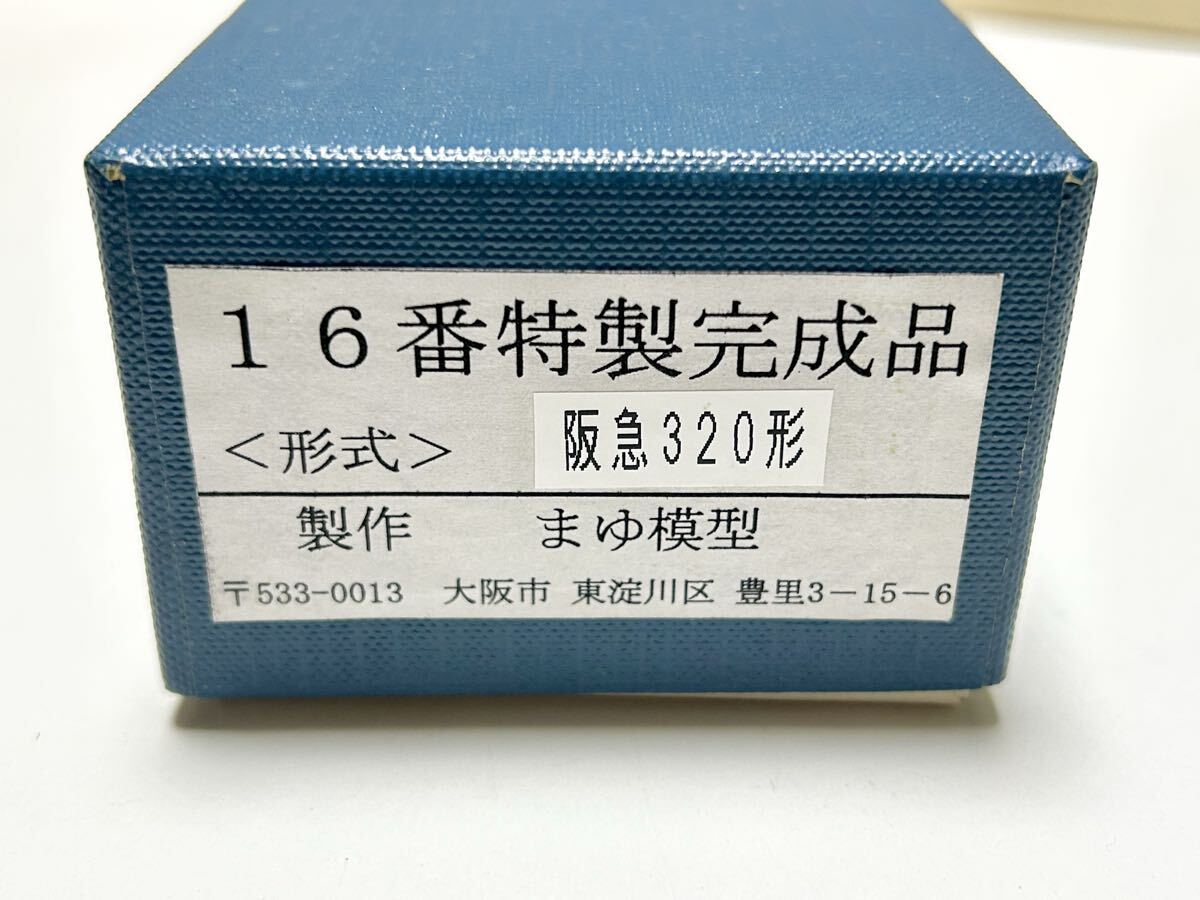 １６番特製完成品
＜形式＞　阪急３２０形
製作　まゆ模型
〒533-0013　大阪市 東淀川区 豊里3－15－6